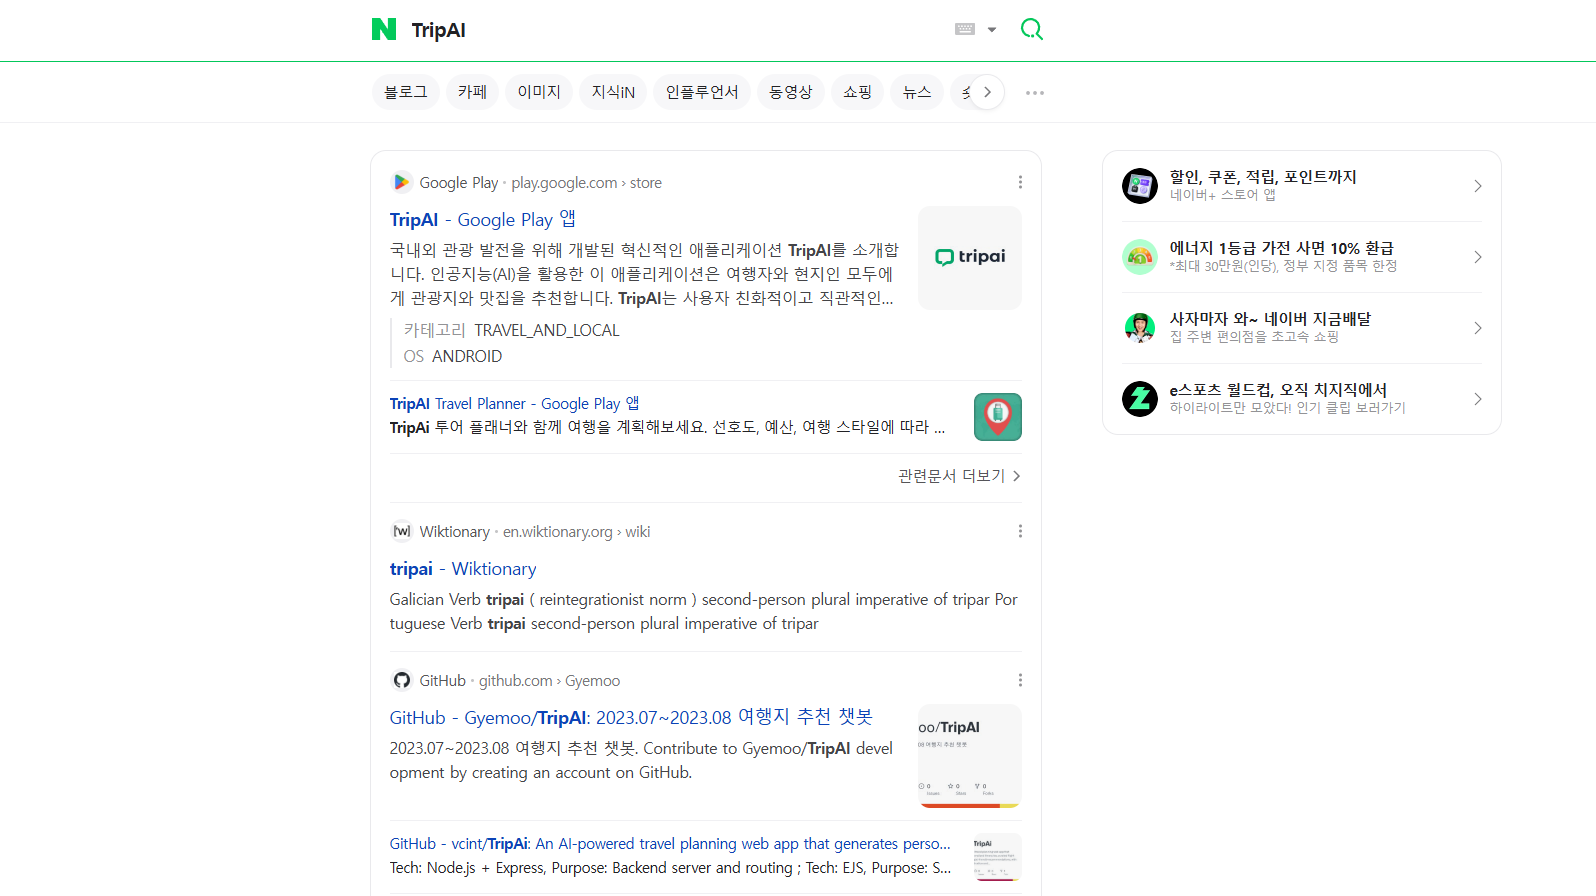 TripAI
블로그
카페
이미지
지식iN
인플루언서
동영상
쇼핑
뉴스
Google Play · play.google.com › store
TripAI - Google Play 앱
국내외 관광 발전을 위해 개발된 혁신적인 애플리케이션 TripAI를 소개합
니다. 인공지능(AI)을 활용한 이 애플리케이션은 여행자와 현지인 모두에
게 관광지와 맛집을 추천합니다. TripAI는 사용자 친화적이고 직관적인...
tripai
카테고리 TRAVEL_AND_LOCAL
OS ANDROID
TripAI Travel Planner - Google Play 앱
TripAi 투어 플래너와 함께 여행을 계획해보세요. 선호도, 예산, 여행 스타일에 따라 ...
관련문서 더보기
Wiktionary · en.wiktionary.org › wiki
tripai - Wiktionary
Galician Verb tripai ( reintegrationist norm ) second-person plural imperative of tripar Por
tuguese Verb tripai second-person plural imperative of tripar
GitHub · github.com › Gyemoo
GitHub - Gyemoo/TripAI: 2023.07~2023.08 여행지 추천 챗봇
2023.07~2023.08 여행지 추천 챗봇. Contribute to Gyemoo/TripAI devel
opment by creating an account on GitHub.
oo/TripAI
08 여행지 추천 챗봇
0 0 0
Issues Stars Forks
GitHub - vcint/TripAi: An AI-powered travel planning web app that generates perso...
Tech: Node.js + Express, Purpose: Backend server and routing ; Tech: EJS, Purpose: S...
TripAi
할인, 쿠폰, 적립, 포인트까지
네이버+ 스토어 앱
에너지 1등급 가전 사면 10% 환급
*최대 30만원(인당), 정부 지정 품목 한정
사자마자 와~ 네이버 지금배달
집 주변 편의점을 초고속 쇼핑
e스포츠 월드컵, 오직 치지직에서
하이라이트만 모았다! 인기 클립 보러가기